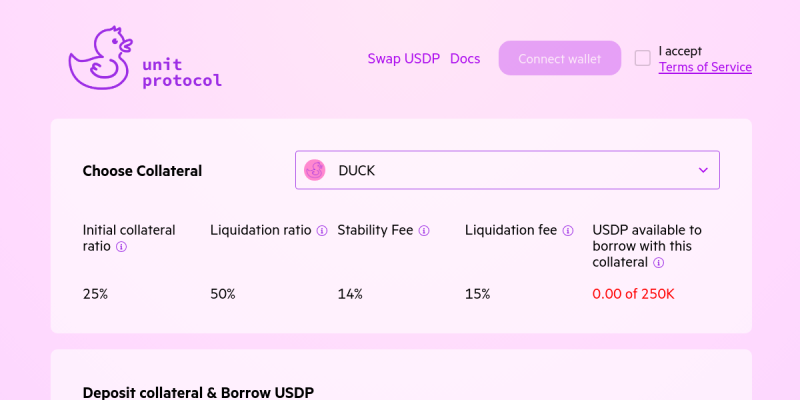 unit
protocol
Swap USDP Docs Connect wallet
I accept
Terms of Service
Choose Collateral DUCK
Initial collateral
ratio
Liquidation ratio
Stability Fee
Liquidation fee
USDP available to
borrow with this
collateral
25% 50% 14% 15% 0.00 of 250K
Deposit collateral & Borrow USDP